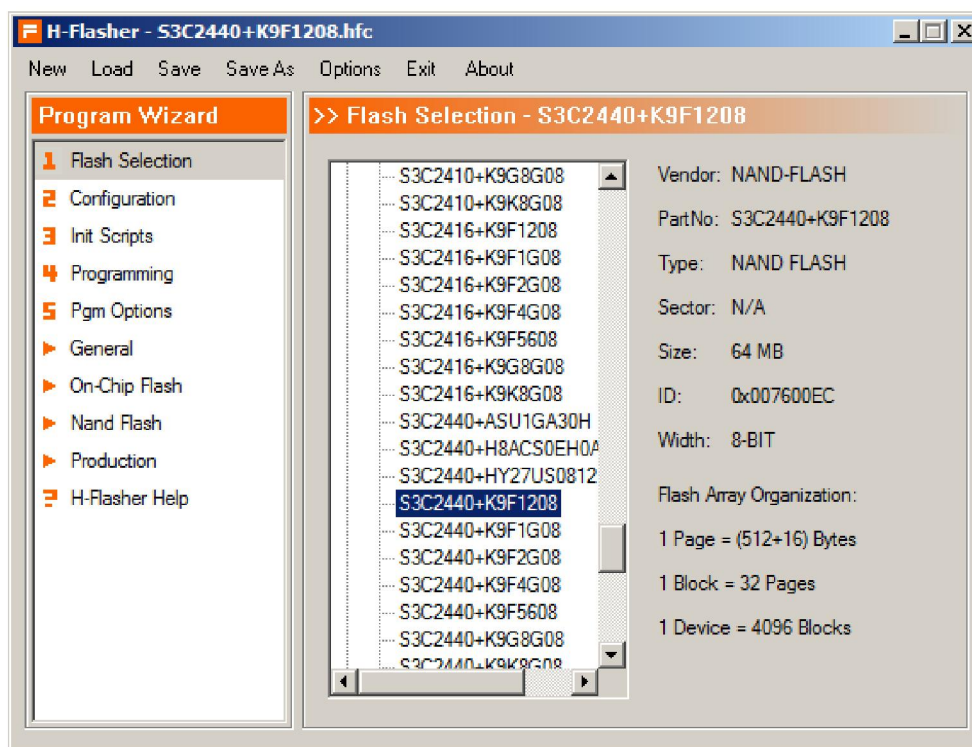 H-Flasher - S3C2440+K9F1208.hfc
New Load Save Save As Options Exit About
Program Wizard
1 Flash Selection
2 Configuration
3 Init Scripts
4 Programming
5 Pgm Options
General
On-Chip Flash
Nand Flash
Production
? H-Flasher Help
>> Flash Selection - S3C2440+K9F1208
S3C2410+K9G8G08
S3C2410+K9K8G08
S3C2416+K9F1208
S3C2416+K9F1G08
S3C2416+K9F2G08
S3C2416+K9F4G08
S3C2416+K9F5608
S3C2416+K9G8G08
S3C2416+K9K8G08
S3C2440+ASU1GA30H
S3C2440+H8ACS0EH0A
S3C2440+HY27US0812
S3C2440+K9F1208
S3C2440+K9F1G08
S3C2440+K9F2G08
S3C2440+K9F4G08
S3C2440+K9F5608
S3C2440+K9G8G08
S3C2440+K9K8G08
Vendor: NAND-FLASH
PartNo: S3C2440+K9F1208
Type: NAND FLASH
Sector: N/A
Size: 64 MB
ID: 0x007600EC
Width: 8-BIT
Flash Array Organization:
1 Page = (512+16) Bytes
1 Block = 32 Pages
1 Device = 4096 Blocks